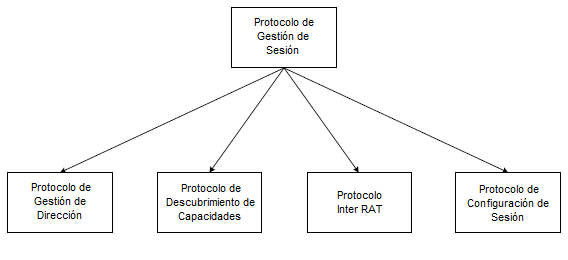 Protocolo de
Gestión de
Sesión
Protocolo de
Gestión de
Dirección
Protocolo de
Descubrimiento de
Capacidades
Protocolo
Inter RAT
Protocolo de
Configuración de
Sesión